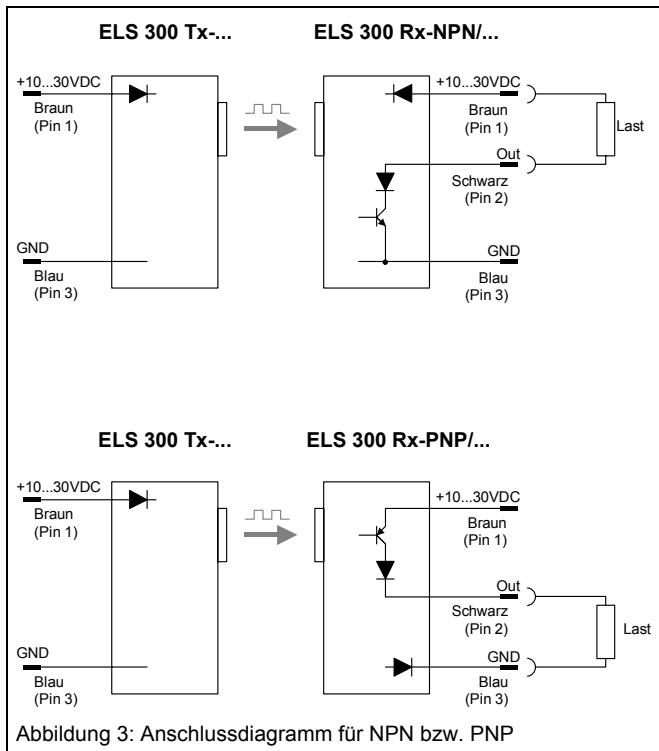 ELS 300 Tx-...
ELS 300 Rx-NPN/...
+10...30VDC
Braun
(Pin 1)
GND
Blau
(Pin 3)
+10...30VDC
Braun
(Pin 1)
Out
Schwarz
(Pin 2)
GND
Blau
(Pin 3)
Last
ELS 300 Tx-...
ELS 300 Rx-PNP/...
+10...30VDC
Braun
(Pin 1)
GND
Blau
(Pin 3)
+10...30VDC
Braun
(Pin 1)
Out
Schwarz
(Pin 2)
GND
Blau
(Pin 3)
Last
Abbildung 3: Anschlussdiagramm für NPN bzw. PNP